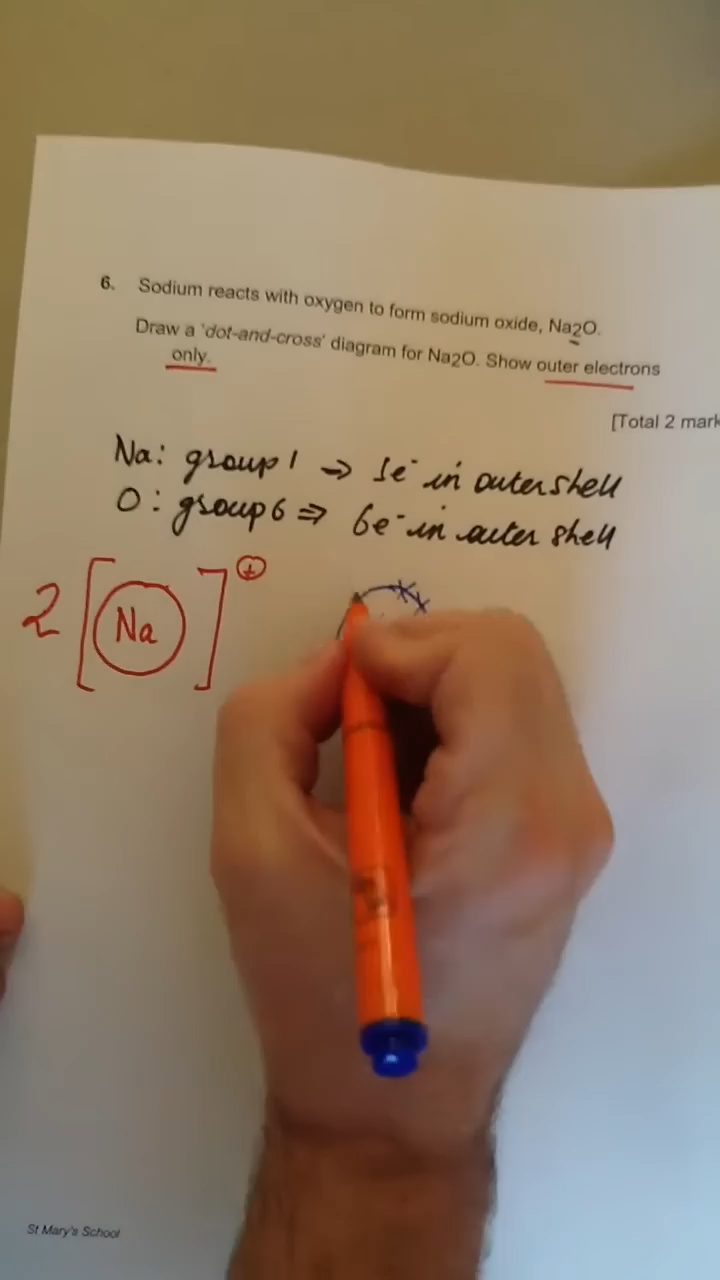 6. Sodium reacts with oxygen to form sodium oxide, Na2O.
Draw a 'dot-and-cross' diagram for Na2O. Show outer electrons
only.
[Total 2 mark
Na: group 1 → 1e⁻ in outer shell
O: group 6 ⇒ 6e⁻ in outer shell
2 [Na] +
St Mary's School